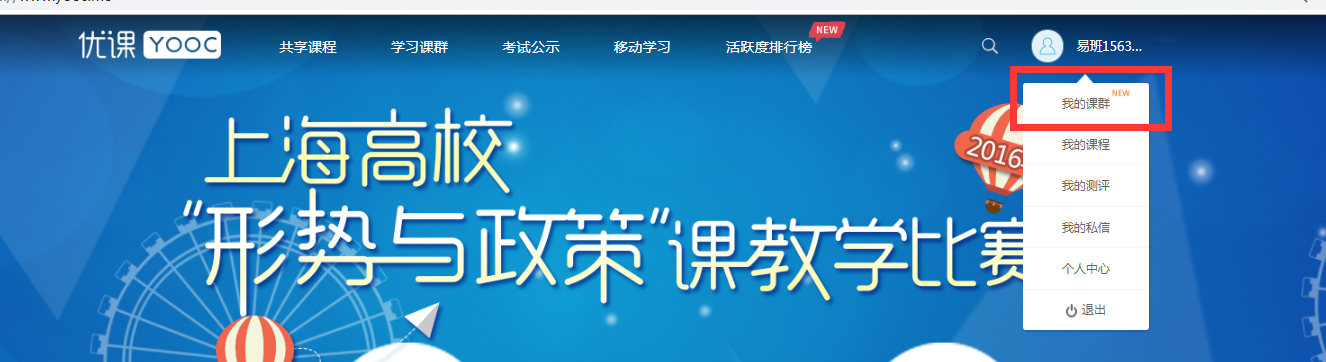 优课 YOOC
共享课程 学习课群 考试公示 移动学习 活跃度排行榜 NEW
易班1563...
我的课群 NEW
我的课程
我的测评
我的私信
个人中心
退出
上海高校
“形势与政策”课教学比赛
2016